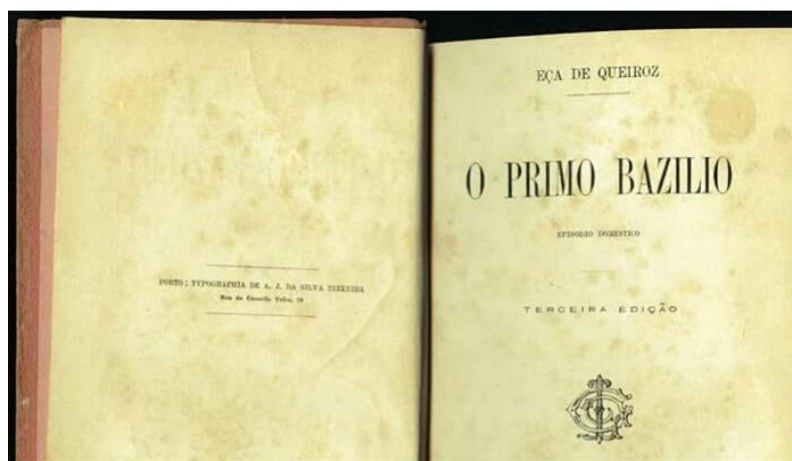 PORTO: TYPOGRAPHIA DE A. J. DA SILVA TEIXEIRA
Rua da Cancella Velha, 70
EÇA DE QUEIROZ
O PRIMO BAZILIO
EPISODIO DOMESTICO
TERCEIRA EDIÇÃO